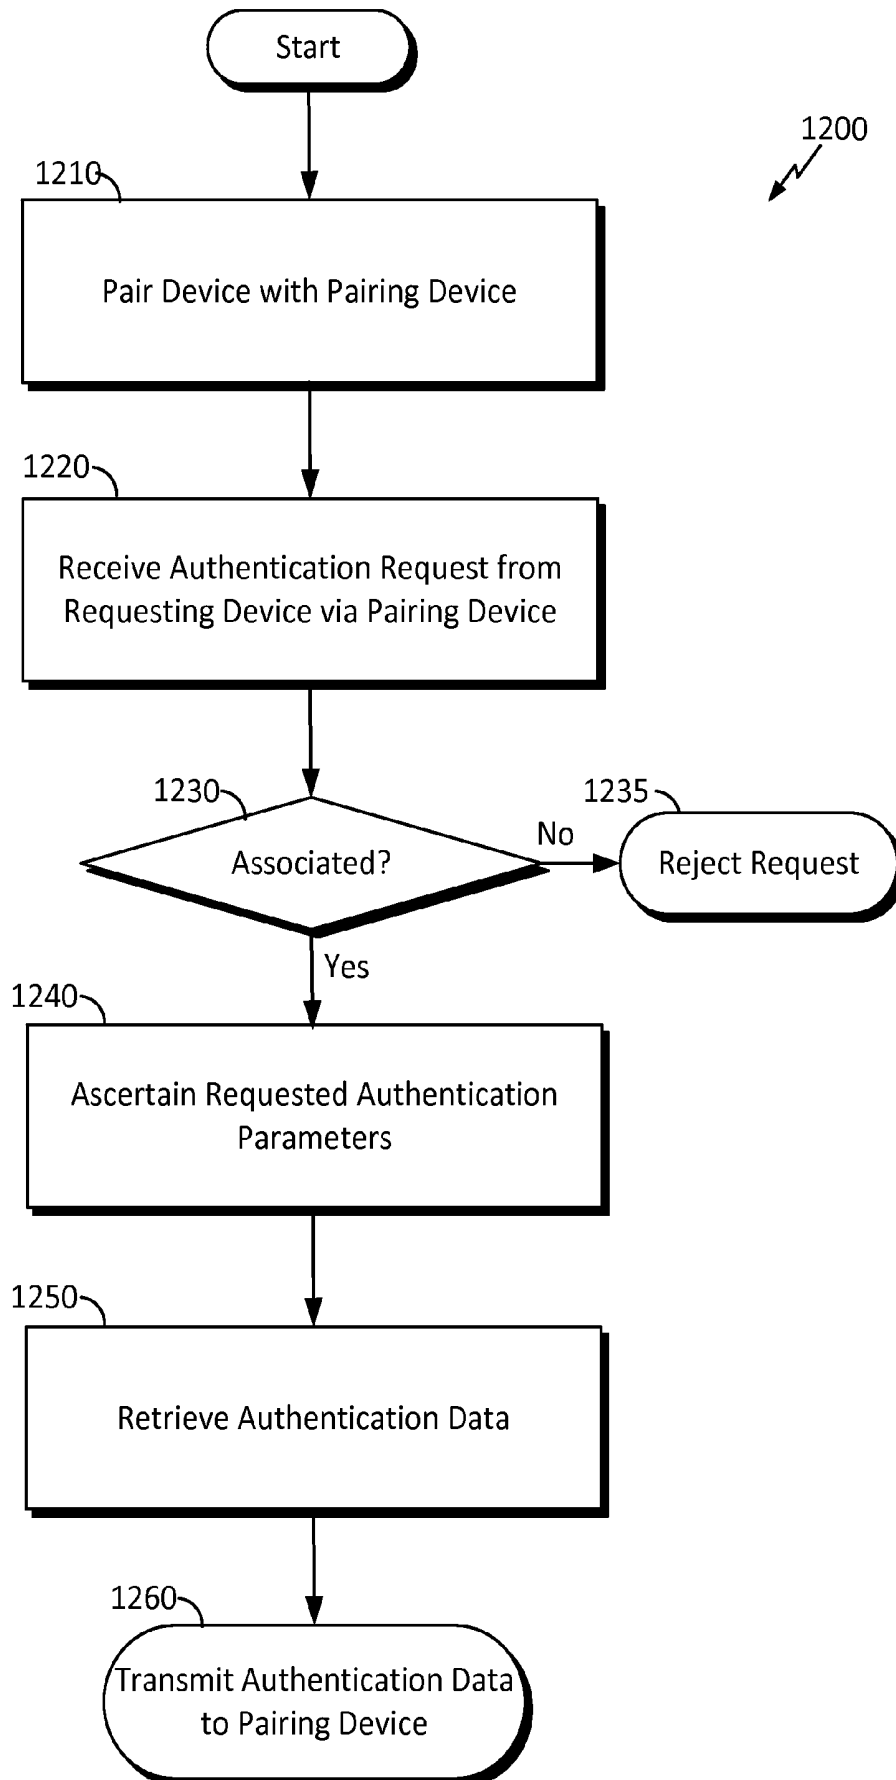 Start
1200
1210
Pair Device with Pairing Device
1220
Receive Authentication Request from
Requesting Device via Pairing Device
1230
Associated?
No
1235
Reject Request
Yes
1240
Ascertain Requested Authentication
Parameters
1250
Retrieve Authentication Data
1260
Transmit Authentication Data
to Pairing Device